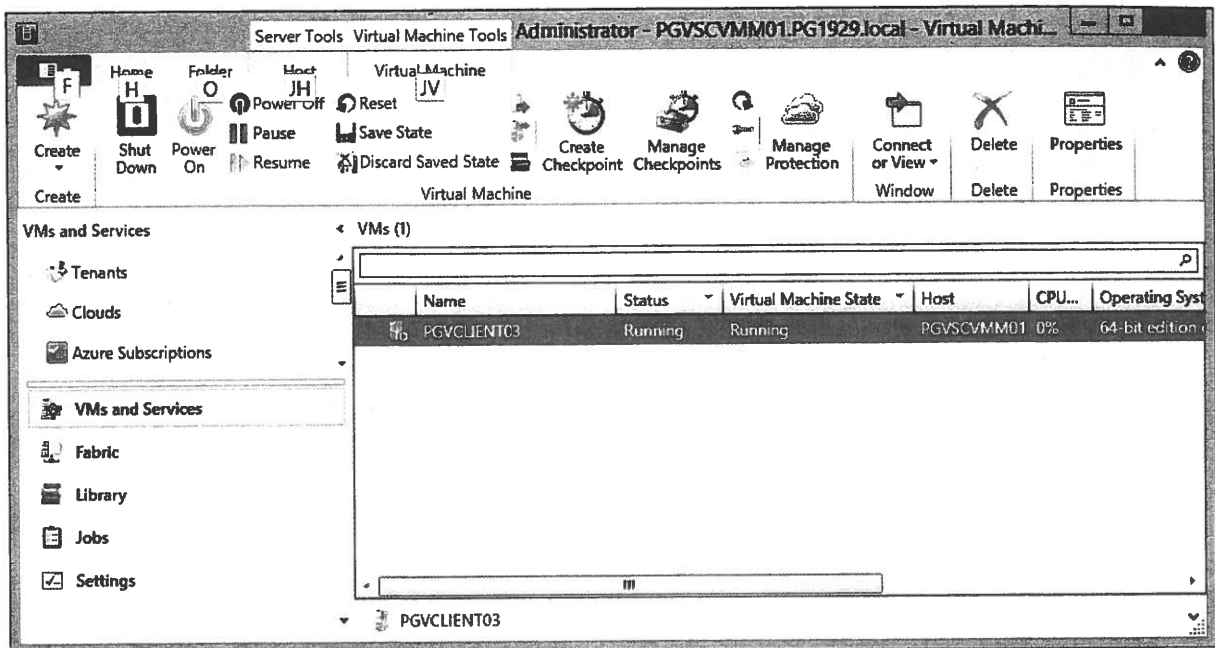 Server Tools Virtual Machine Tools Administrator - PGVSCVMM01.PG1929.local - Virtual Machi...
Home Folder Host Virtual Machine
F H O JH JV
Create
Shut Down
Power On
Power Off
Pause
Resume
Reset
Save State
Discard Saved State
Create Checkpoint
Manage Checkpoints
Manage Protection
Connect or View
Delete
Properties
Create Virtual Machine Window Delete Properties
VMs and Services
Tenants
Clouds
Azure Subscriptions
VMs and Services
Fabric
Library
Jobs
Settings
VMs (1)
Name Status Virtual Machine State Host CPU... Operating Syst
PGVCLIENT03 Running Running PGVSCVMM01 0% 64-bit edition
PGVCLIENT03